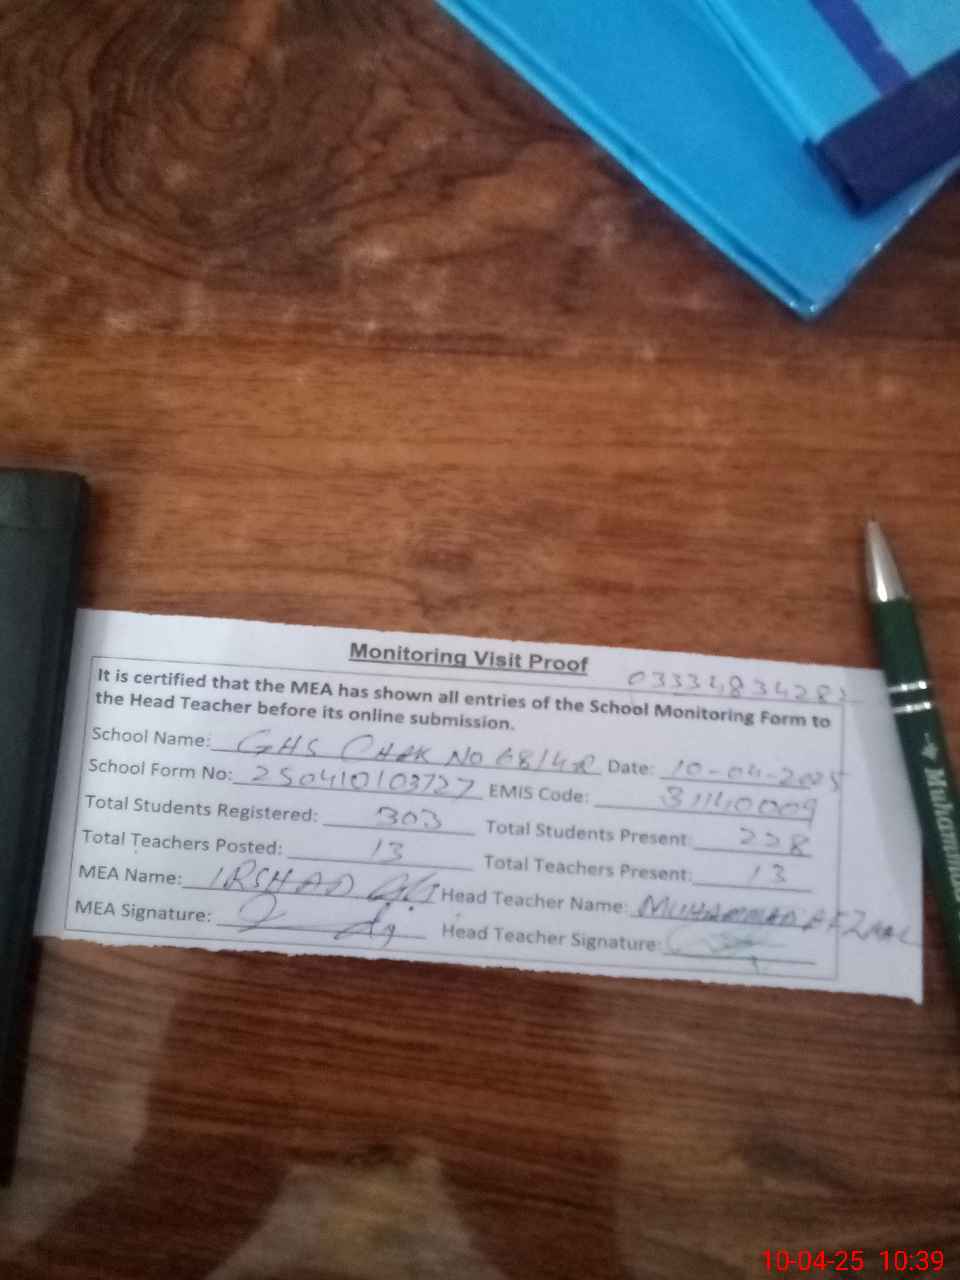 Monitoring Visit Proof
03334834283
It is certified that the MEA has shown all entries of the School Monitoring Form to
the Head Teacher before its online submission.
School Name: GHS CHAK NO 68/4R Date: 10-04-2025
School Form No: 250410103727 EMIS Code: 31140009
Total Students Registered: 303 Total Students Present: 228
Total Teachers Posted: 13 Total Teachers Present: 13
MEA Name: IRSHAD Head Teacher Name: MUHAMMAD AFZAAL
MEA Signature: Head Teacher Signature:
10-04-25 10:39